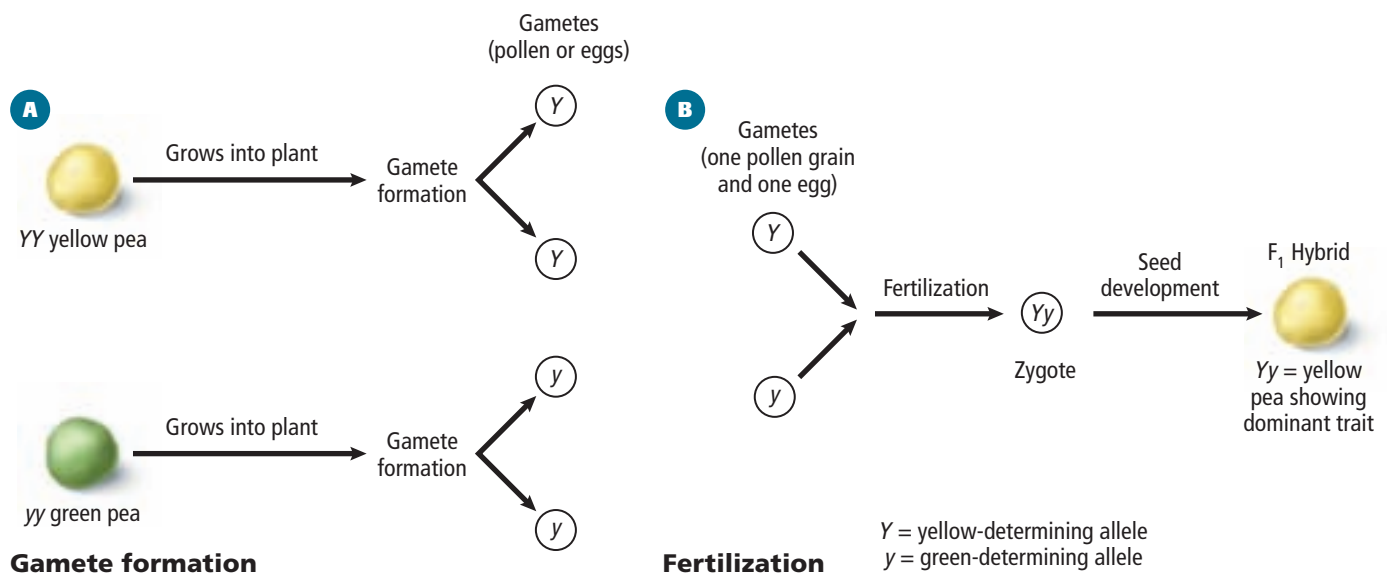 A
Gametes
(pollen or eggs)
Y
Grows into plant
Gamete
formation
YY yellow pea
Y
y
Grows into plant
Gamete
formation
yy green pea
y
Gamete formation
B
Gametes
(one pollen grain
and one egg)
Y
y
Fertilization
Yy
Zygote
Seed
development
F₁ Hybrid
Yy = yellow
pea showing
dominant trait
Fertilization
Y = yellow-determining allele
y = green-determining allele